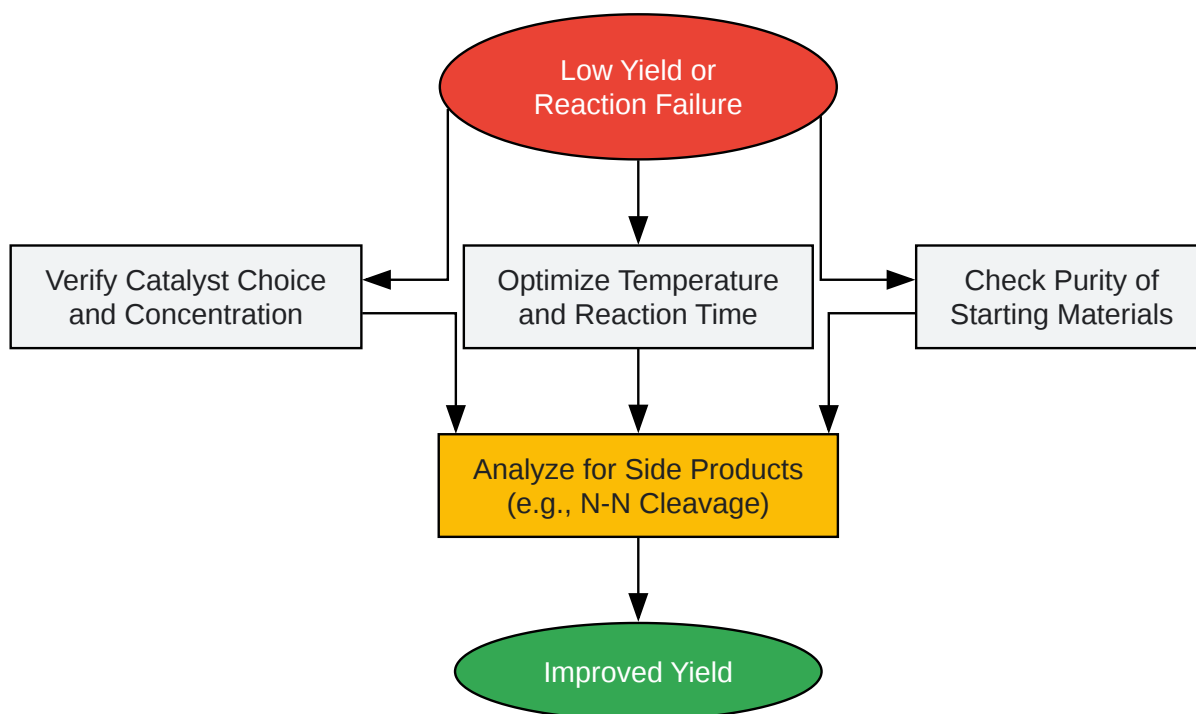 Low Yield or
Reaction Failure
Verify Catalyst Choice
and Concentration
Optimize Temperature
and Reaction Time
Check Purity of
Starting Materials
Analyze for Side Products
(e.g., N-N Cleavage)
Improved Yield